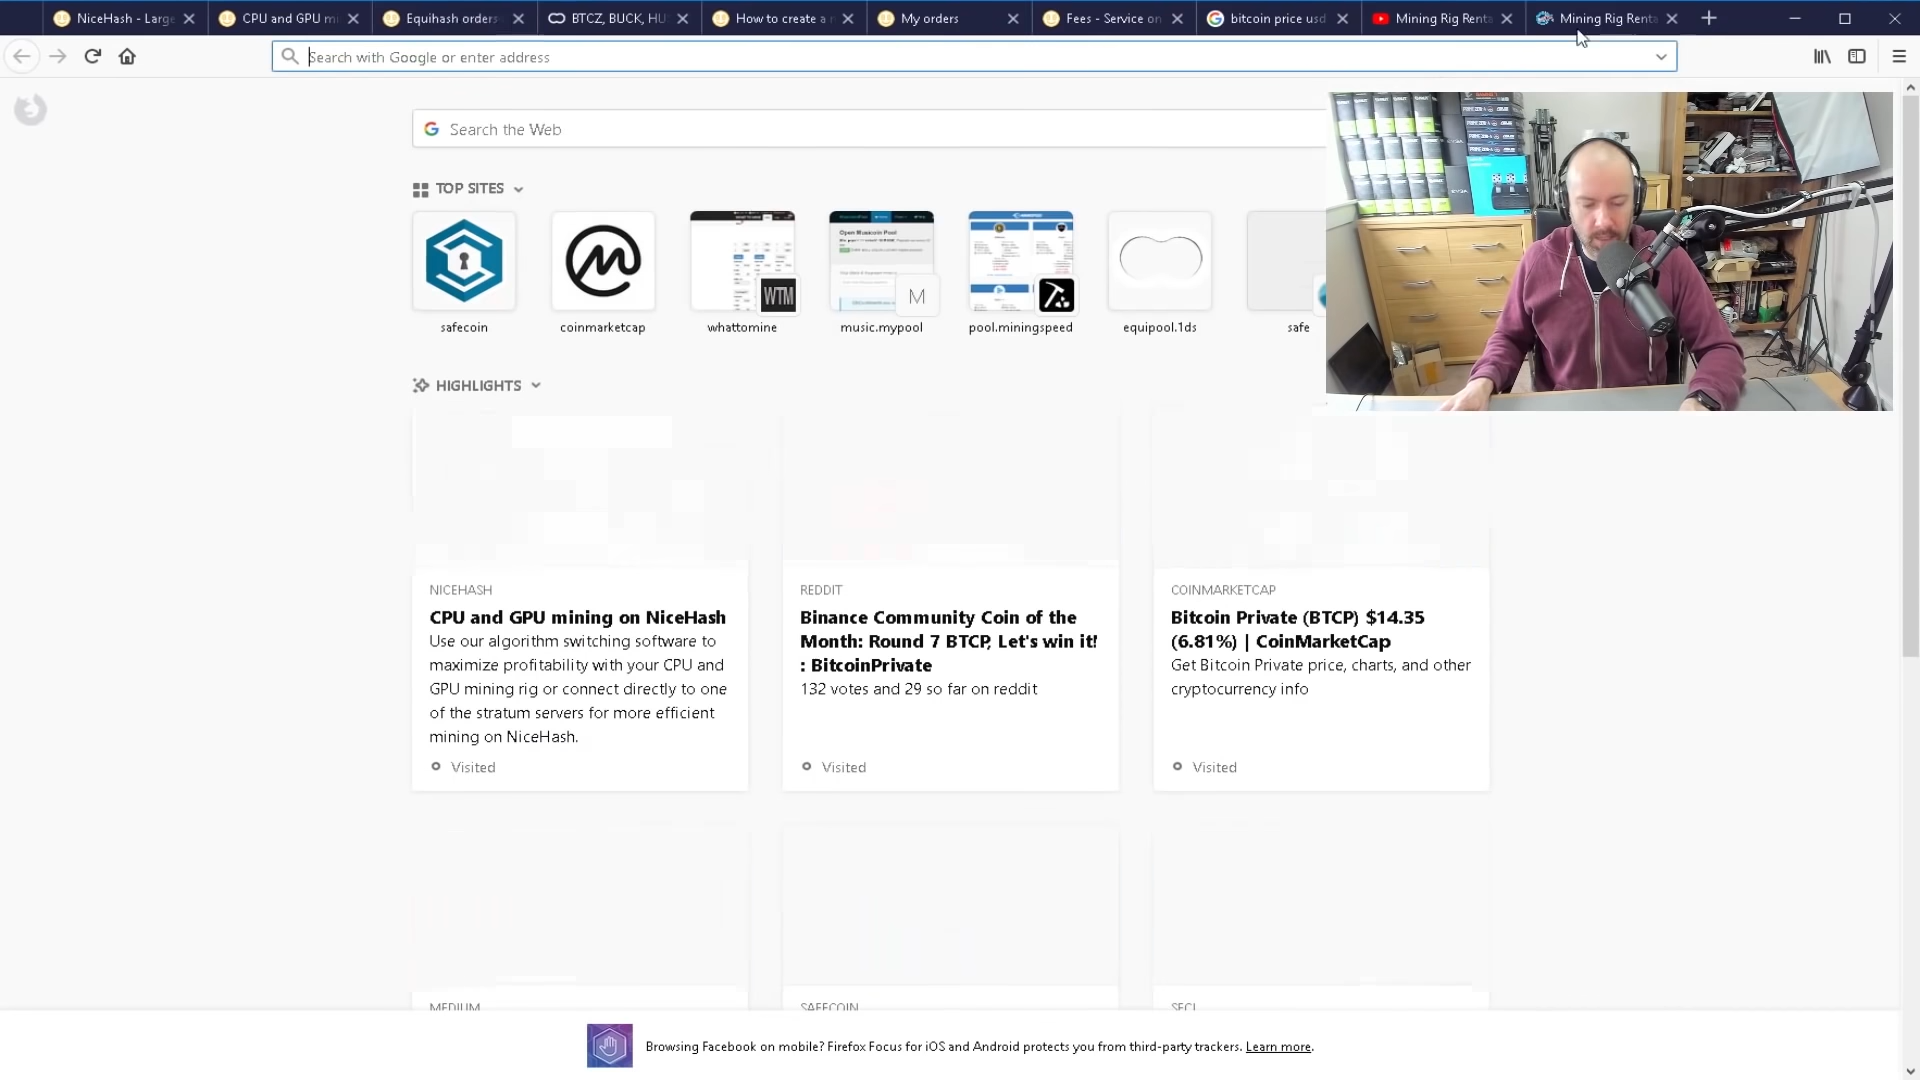 NiceHash - Large
CPU and GPU mi
Equihash orders
BTCZ, BUCK, HU
How to create a
My orders
Fees - Service on
bitcoin price usd
Mining Rig Renta
Mining Rig Renta
Search with Google or enter address
Search the Web
TOP SITES
WTM
Open Musicoin Pool
M
safecoin
coinmarketcap
whattomine
music.mypool
pool.miningspeed
equipool.1ds
safe
HIGHLIGHTS
NICEHASH
CPU and GPU mining on NiceHash
Use our algorithm switching software to
maximize profitability with your CPU and
GPU mining rig or connect directly to one
of the stratum servers for more efficient
mining on NiceHash.
Visited
REDDIT
Binance Community Coin of the
Month: Round 7 BTCP, Let's win it!
: BitcoinPrivate
132 votes and 29 so far on reddit
Visited
COINMARKETCAP
Bitcoin Private (BTCP) $14.35
(6.81%) | CoinMarketCap
Get Bitcoin Private price, charts, and other
cryptocurrency info
Visited
MEDIUM
SAFECOIN
Browsing Facebook on mobile? Firefox Focus for iOS and Android protects you from third-party trackers. Learn more.